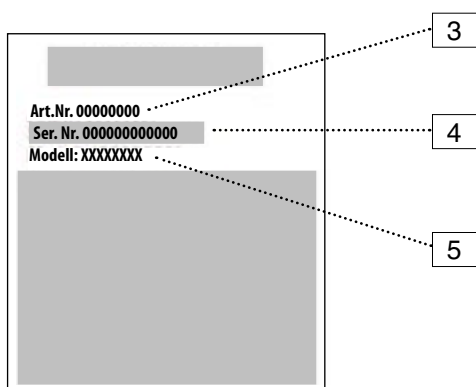 3
Art.Nr. 00000000
Ser. Nr. 000000000000
4
Modell: XXXXXXXX
5